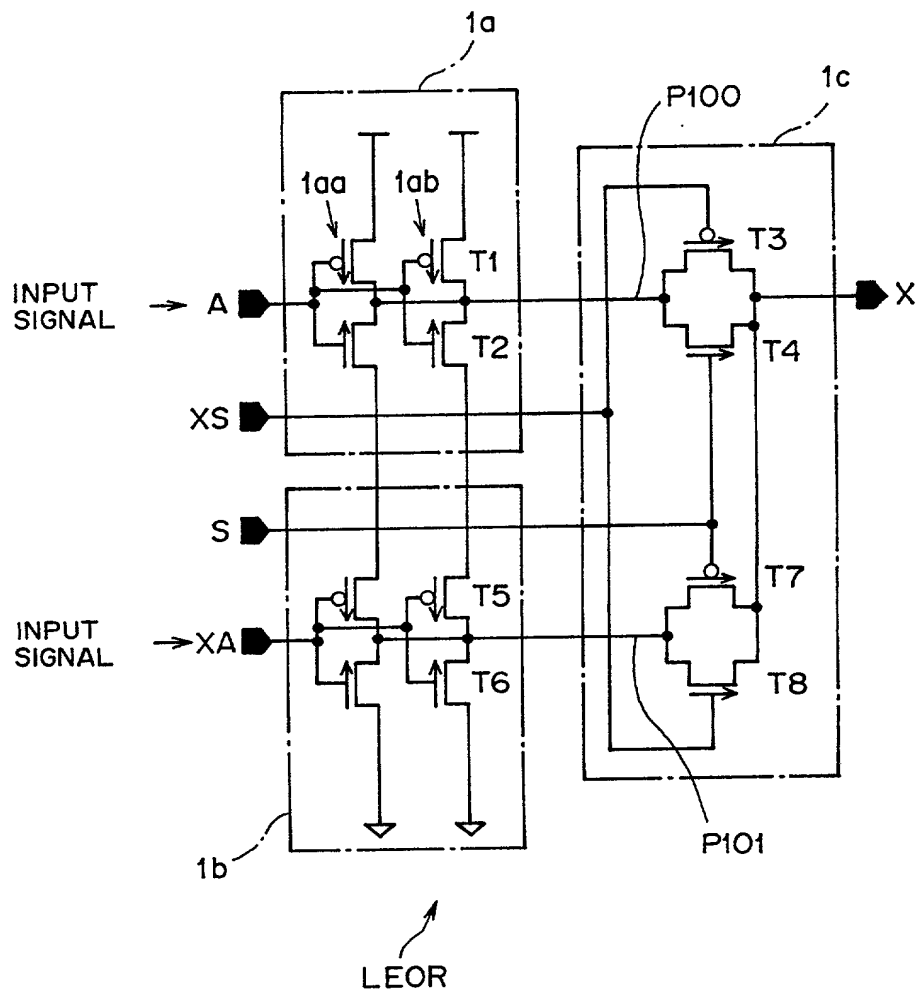 1a
P100
1c
1aa
1ab
T1
T3
INPUT
SIGNAL
A
X
T2
T4
XS
S
T5
T7
INPUT
SIGNAL
XA
T6
T8
1b
P101
LEOR